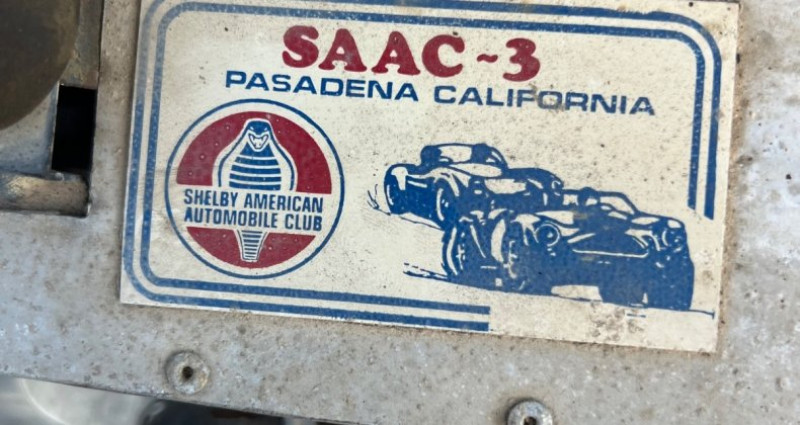 SAAC~3
PASADENA CALIFORNIA
SHELBY AMERICAN
AUTOMOBILE CLUB